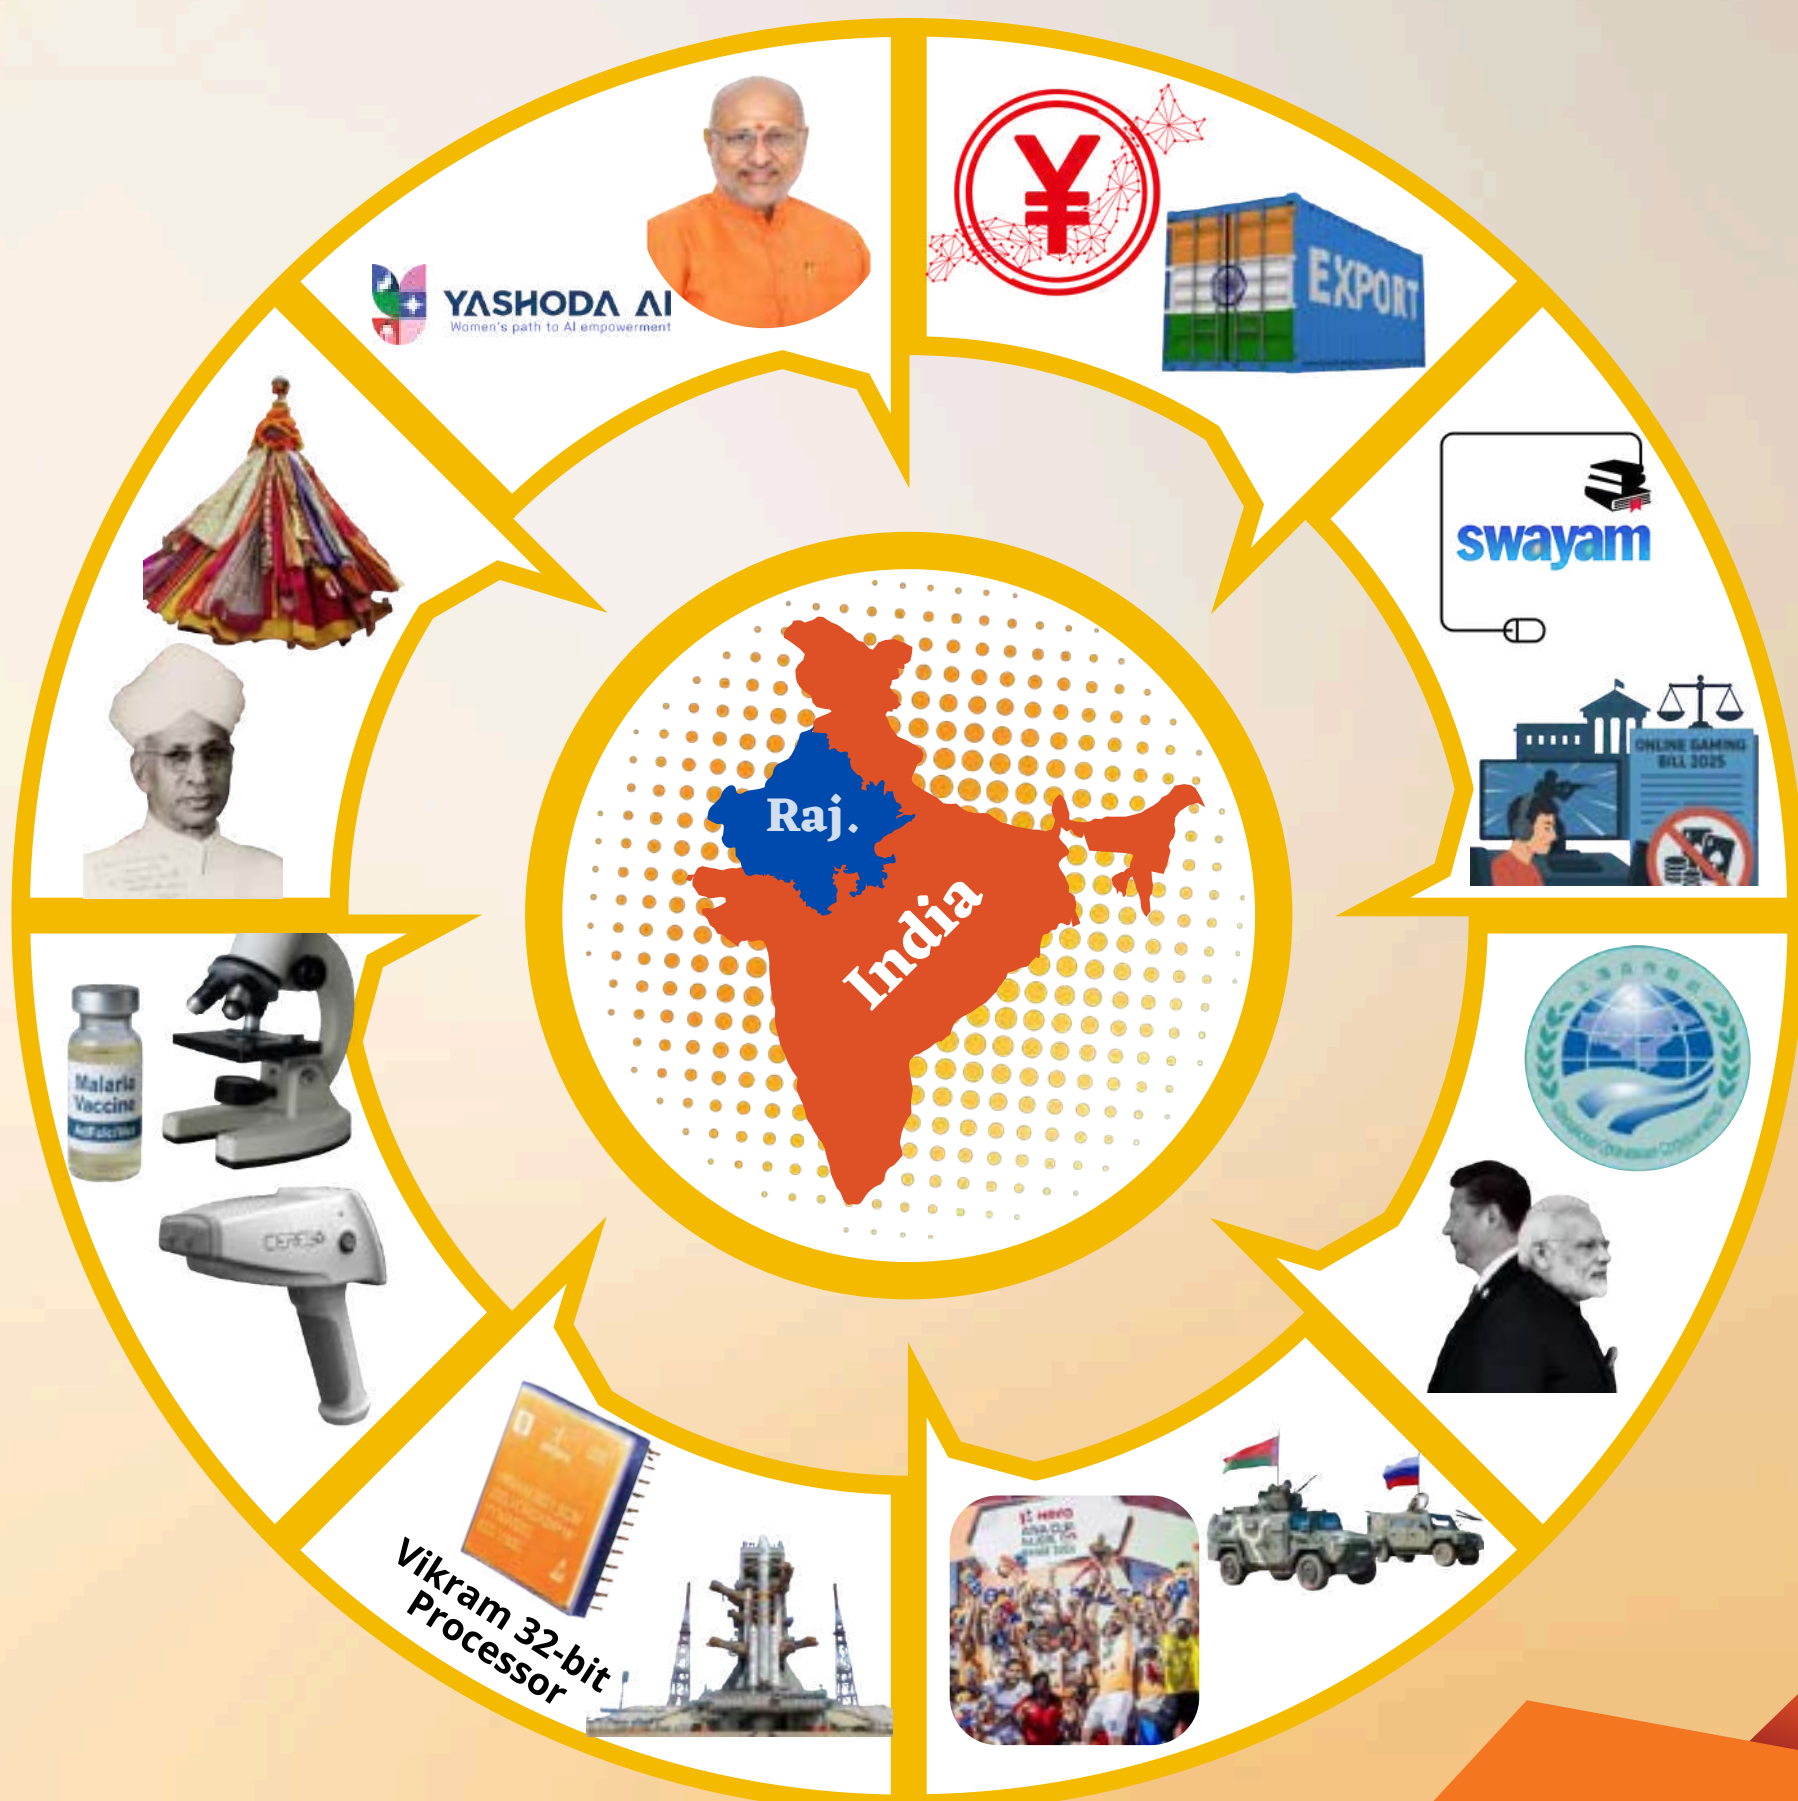 YASHODA AI
Women's path to AI empowerment
¥
EXPORT
swayam
ONLINE GAMING
BILL 2025
Raj.
India
Malaria
Vaccine
Vikram 32-bit
Processor